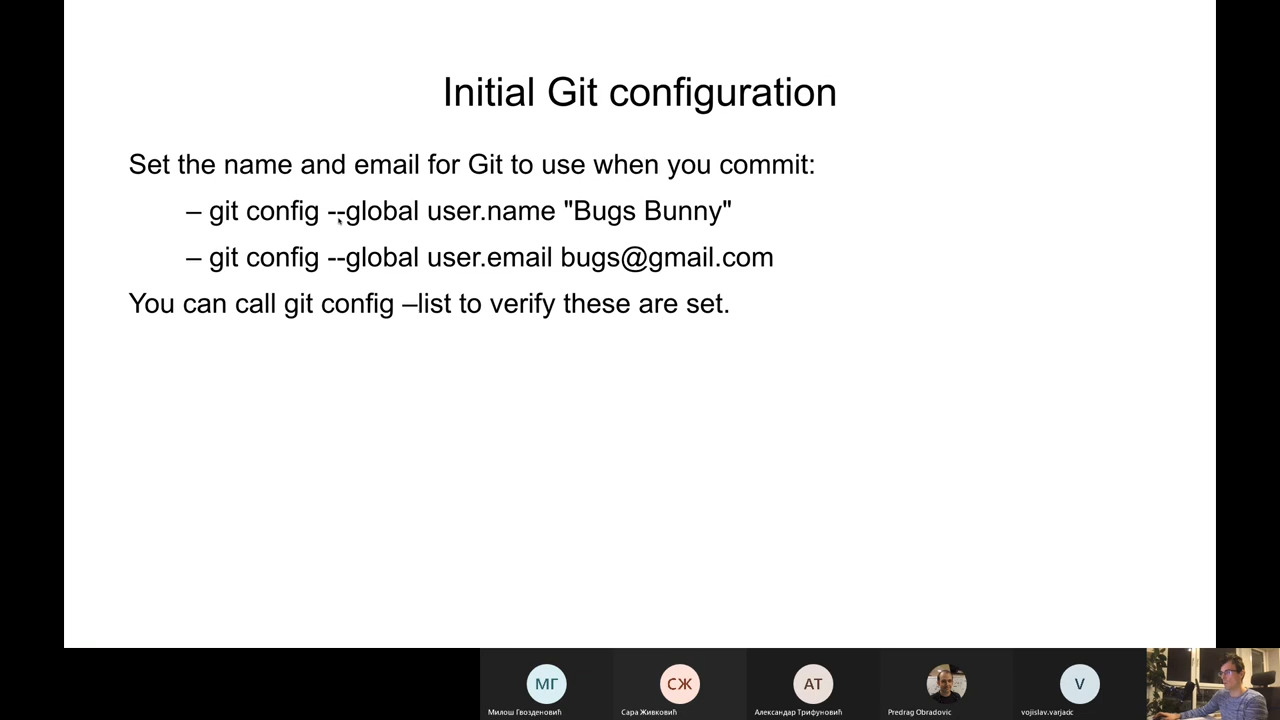 Initial Git configuration
Set the name and email for Git to use when you commit:
– git config --global user.name "Bugs Bunny"
– git config --global user.email bugs@gmail.com
You can call git config –list to verify these are set.
МГ
СЖ
АТ
V
Милош Гвозденовић
Сара Живковић
Александар Трифуновић
Predrag Obradovic
vojislav.varjacic